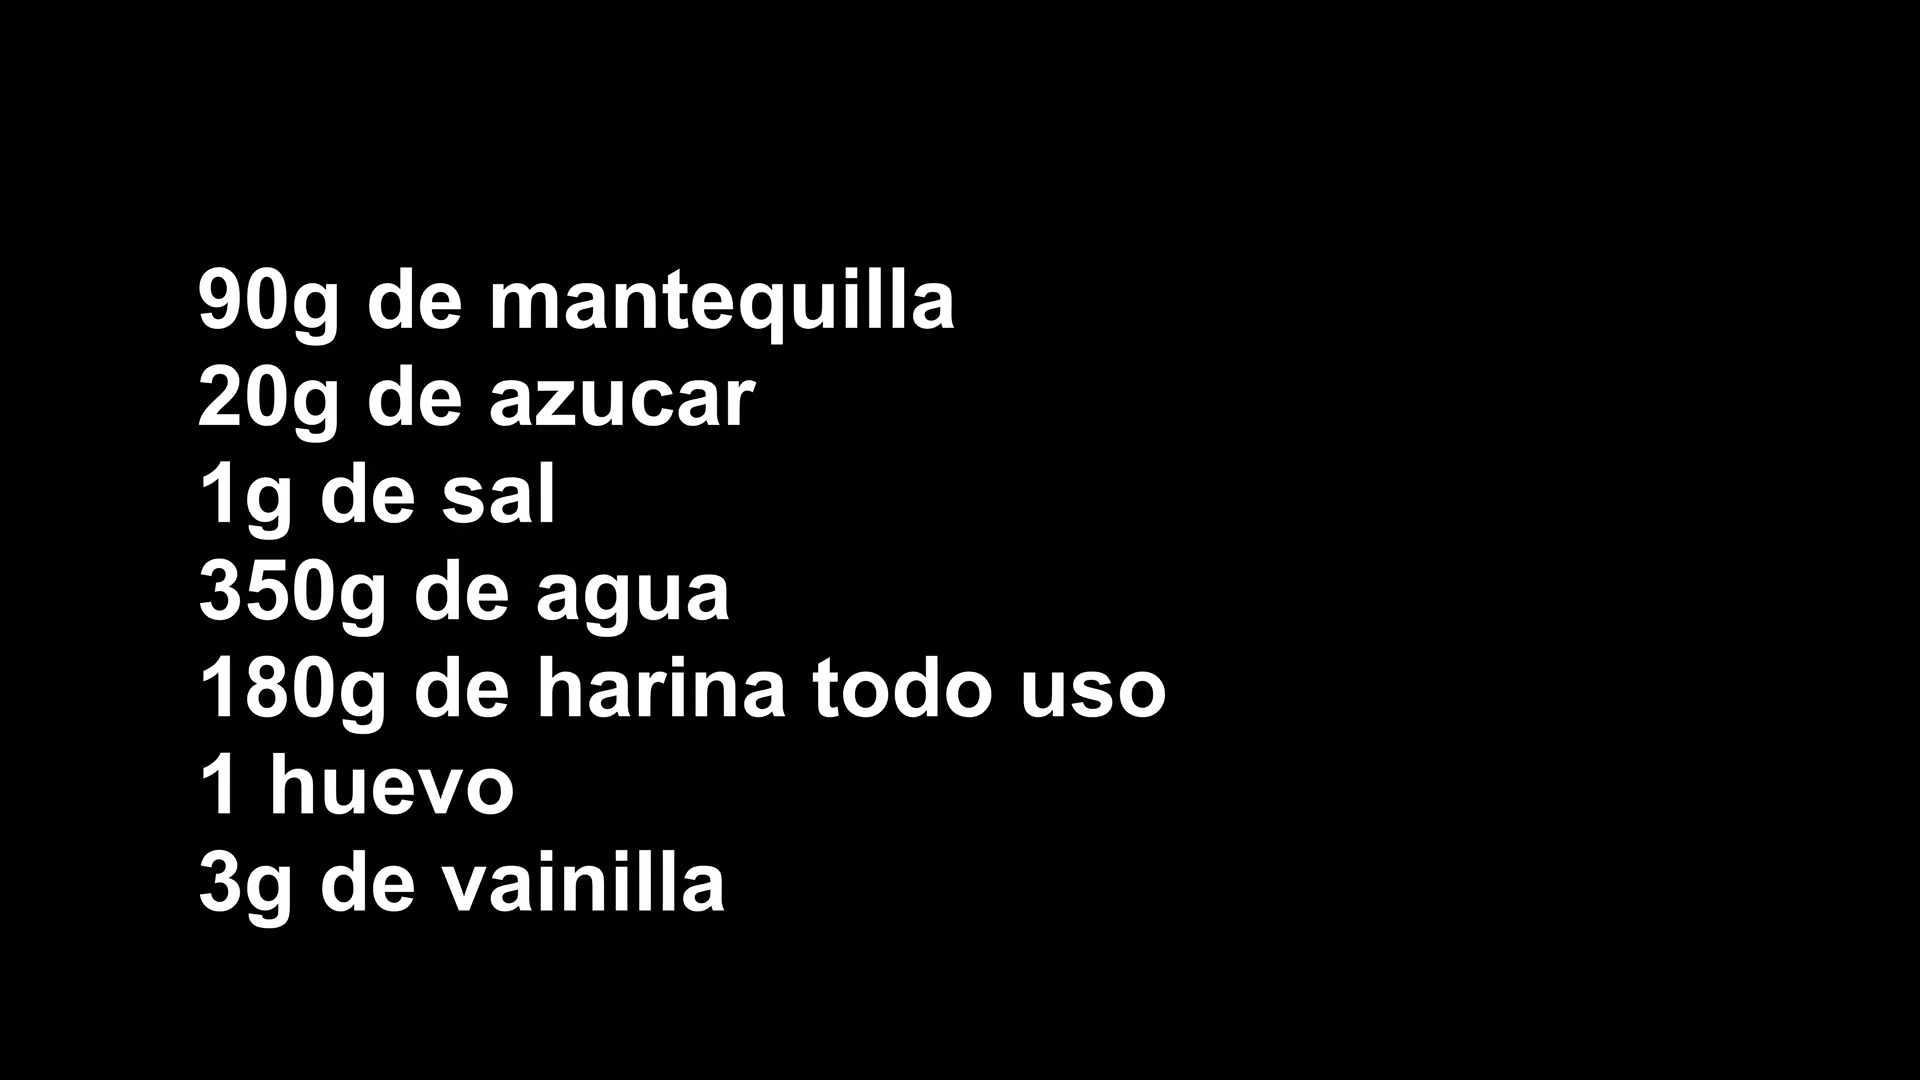 90g de mantequilla
20g de azucar
1g de sal
350g de agua
180g de harina todo uso
1 huevo
3g de vainilla